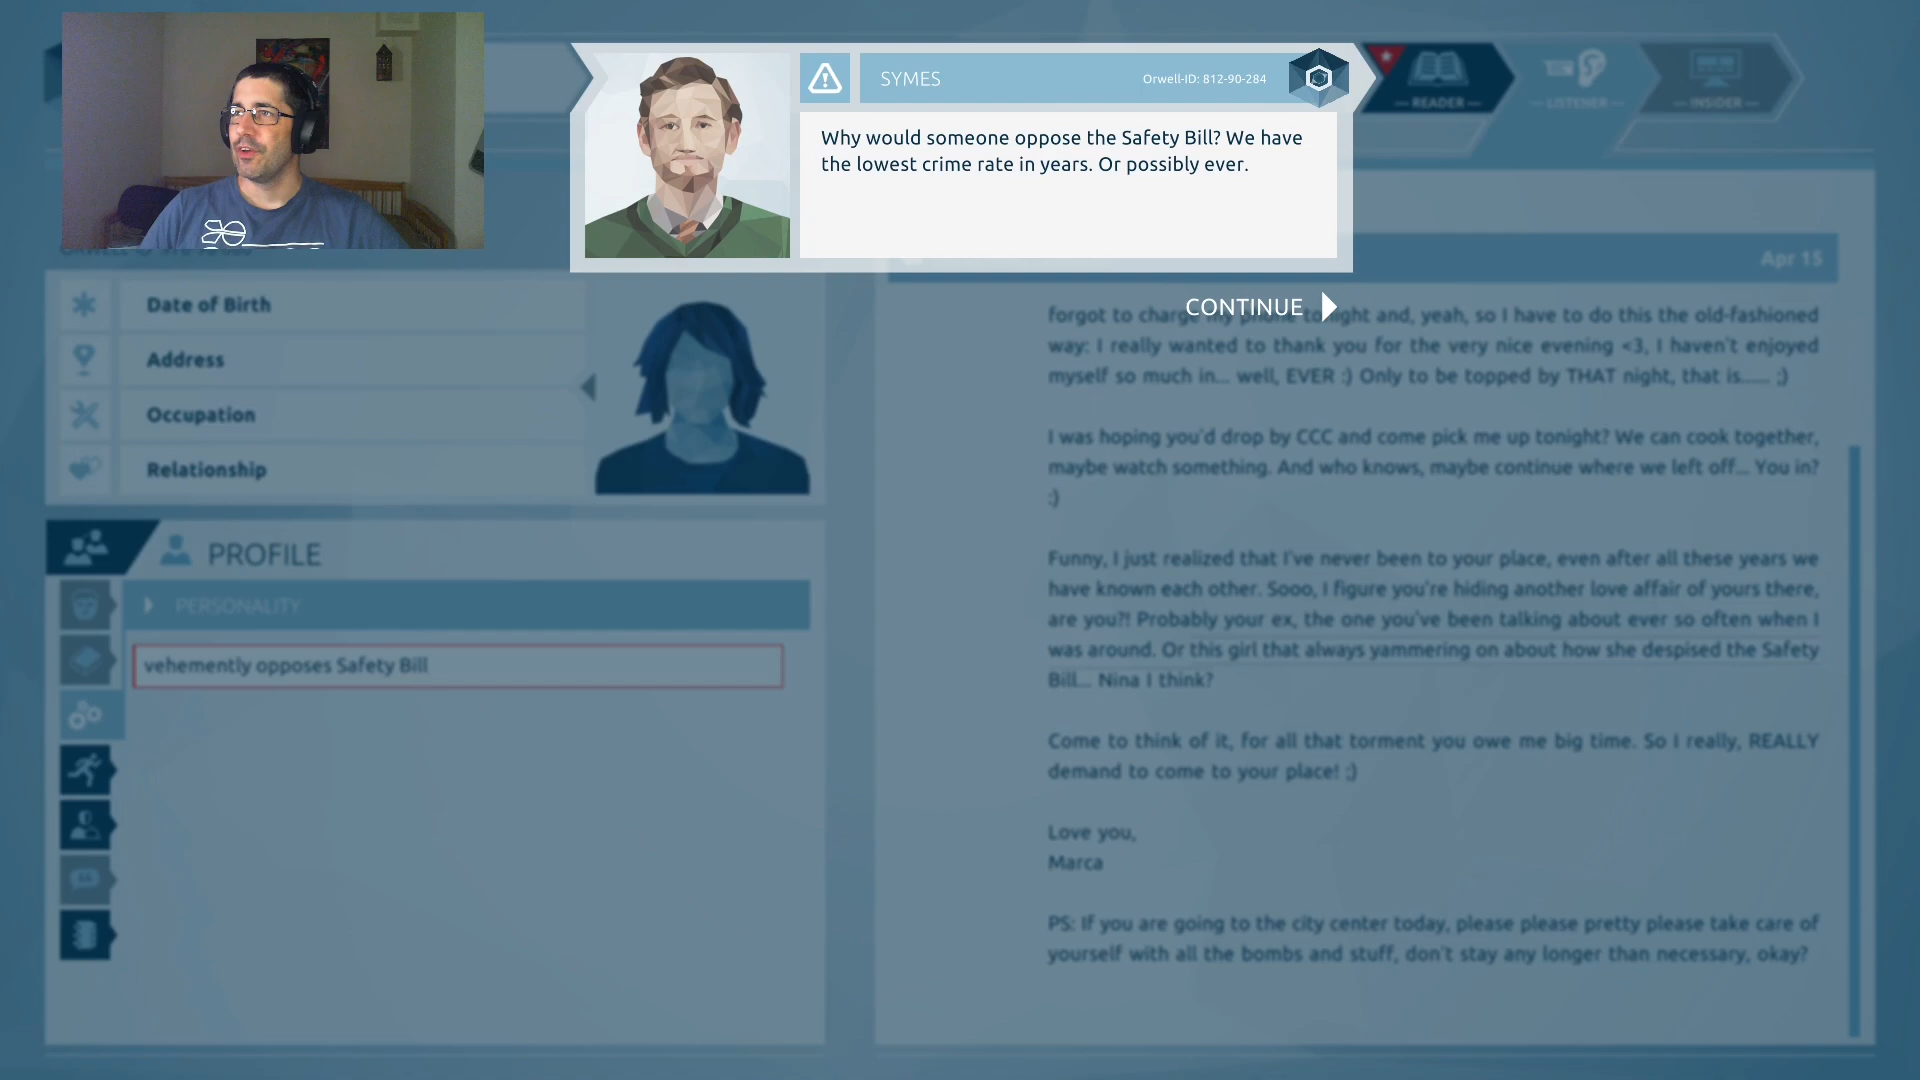 SYMES
Orwell-ID: 812-90-284
Why would someone oppose the Safety Bill? We have
the lowest crime rate in years. Or possibly ever.
CONTINUE
— READER —
— LISTENER —
— INSIDER —
Date of Birth
Address
Occupation
Relationship
PROFILE
PERSONALITY
vehemently opposes Safety Bill
Apr 15
forgot to charge my phone tonight and, yeah, so I have to do this the old-fashioned
way: I really wanted to thank you for the very nice evening <3, I haven't enjoyed
myself so much in... well, EVER :) Only to be topped by THAT night, that is...... ;)
I was hoping you'd drop by CCC and come pick me up tonight? We can cook together,
maybe watch something. And who knows, maybe continue where we left off... You in?
:)
Funny, I just realized that I've never been to your place, even after all these years we
have known each other. Sooo, I figure you're hiding another love affair of yours there,
are you?! Probably your ex, the one you've been talking about ever so often when I
was around. Or this girl that always yammering on about how she despised the Safety
Bill... Nina I think?
Come to think of it, for all that torment you owe me big time. So I really, REALLY
demand to come to your place! ;)
Love you,
Marca
PS: If you are going to the city center today, please please pretty please take care of
yourself with all the bombs and stuff, don't stay any longer than necessary, okay?